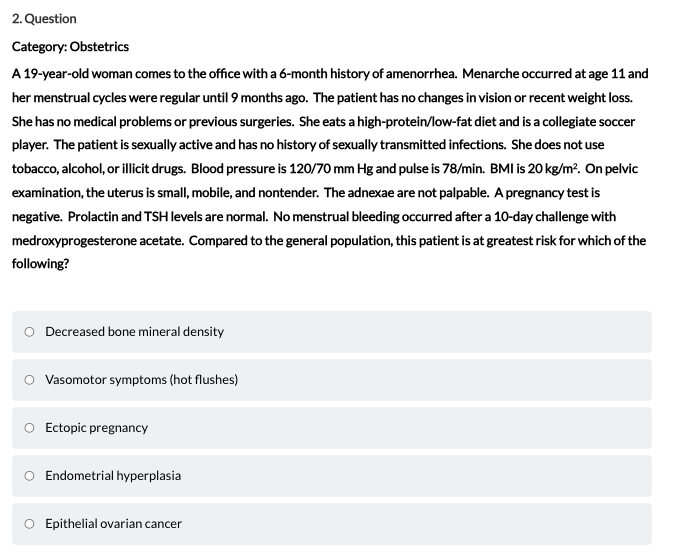 2. Question
Category: Obstetrics
A 19-year-old woman comes to the office with a 6-month history of amenorrhea. Menarche occurred at age 11 and
her menstrual cycles were regular until 9 months ago. The patient has no changes in vision or recent weight loss.
She has no medical problems or previous surgeries. She eats a high-protein/low-fat diet and is a collegiate soccer
player. The patient is sexually active and has no history of sexually transmitted infections. She does not use
tobacco, alcohol, or illicit drugs. Blood pressure is 120/70 mm Hg and pulse is 78/min. BMI is 20 kg/m². On pelvic
examination, the uterus is small, mobile, and nontender. The adnexae are not palpable. A pregnancy test is
negative. Prolactin and TSH levels are normal. No menstrual bleeding occurred after a 10-day challenge with
medroxyprogesterone acetate. Compared to the general population, this patient is at greatest risk for which of the
following?
Decreased bone mineral density
Vasomotor symptoms (hot flushes)
Ectopic pregnancy
Endometrial hyperplasia
Epithelial ovarian cancer